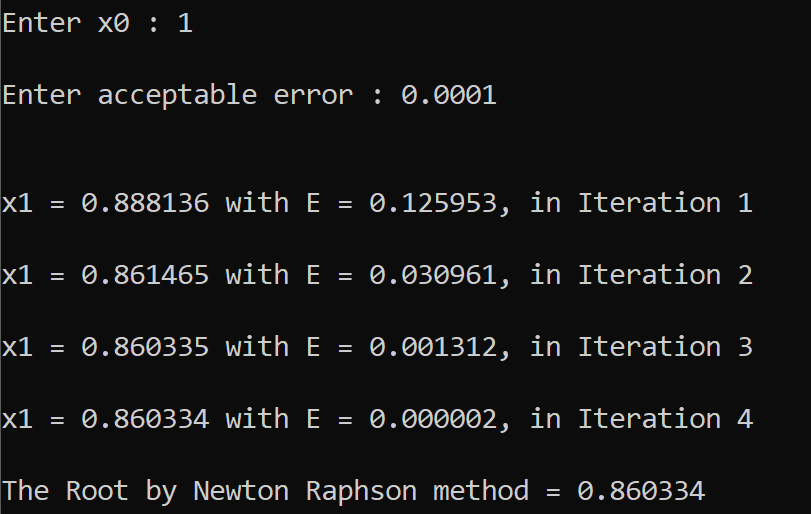 Enter x0 : 1
Enter acceptable error : 0.0001
x1 = 0.888136 with E = 0.125953, in Iteration 1
x1 = 0.861465 with E = 0.030961, in Iteration 2
x1 = 0.860335 with E = 0.001312, in Iteration 3
x1 = 0.860334 with E = 0.000002, in Iteration 4
The Root by Newton Raphson method = 0.860334